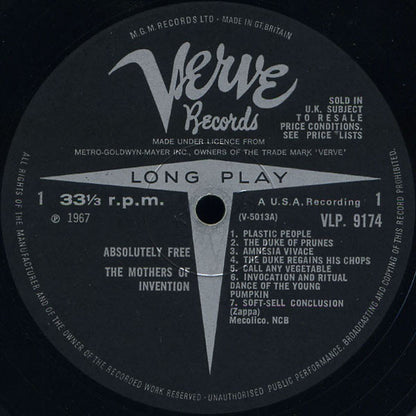 M.G.M. RECORDS LTD · MADE IN GT. BRITAIN
Verve
Records
SOLD IN
U.K. SUBJECT
TO RESALE
PRICE CONDITIONS,
SEE PRICE LISTS
MADE UNDER LICENCE FROM
METRO-GOLDWYN-MAYER INC., OWNERS OF THE TRADE MARK 'VERVE'
LONG PLAY
1 33⅓ r.p.m.
A U.S.A. Recording 1
℗ 1967
(V-5013A) VLP. 9174
ABSOLUTELY FREE
THE MOTHERS OF
INVENTION
1. PLASTIC PEOPLE
2. THE DUKE OF PRUNES
3. AMNESIA VIVACE
4. THE DUKE REGAINS HIS CHOPS
5. CALL ANY VEGETABLE
6. INVOCATION AND RITUAL
DANCE OF THE YOUNG
PUMPKIN
7. SOFT-SELL CONCLUSION
(Zappa)
Mecolico. NCB
ALL RIGHTS OF THE MANUFACTURER AND OF THE OWNER OF THE RECORDED WORK RESERVED · UNAUTHORISED PUBLIC PERFORMANCE, BROADCASTING AND COPYING OF THIS RECORD PROHIBITED